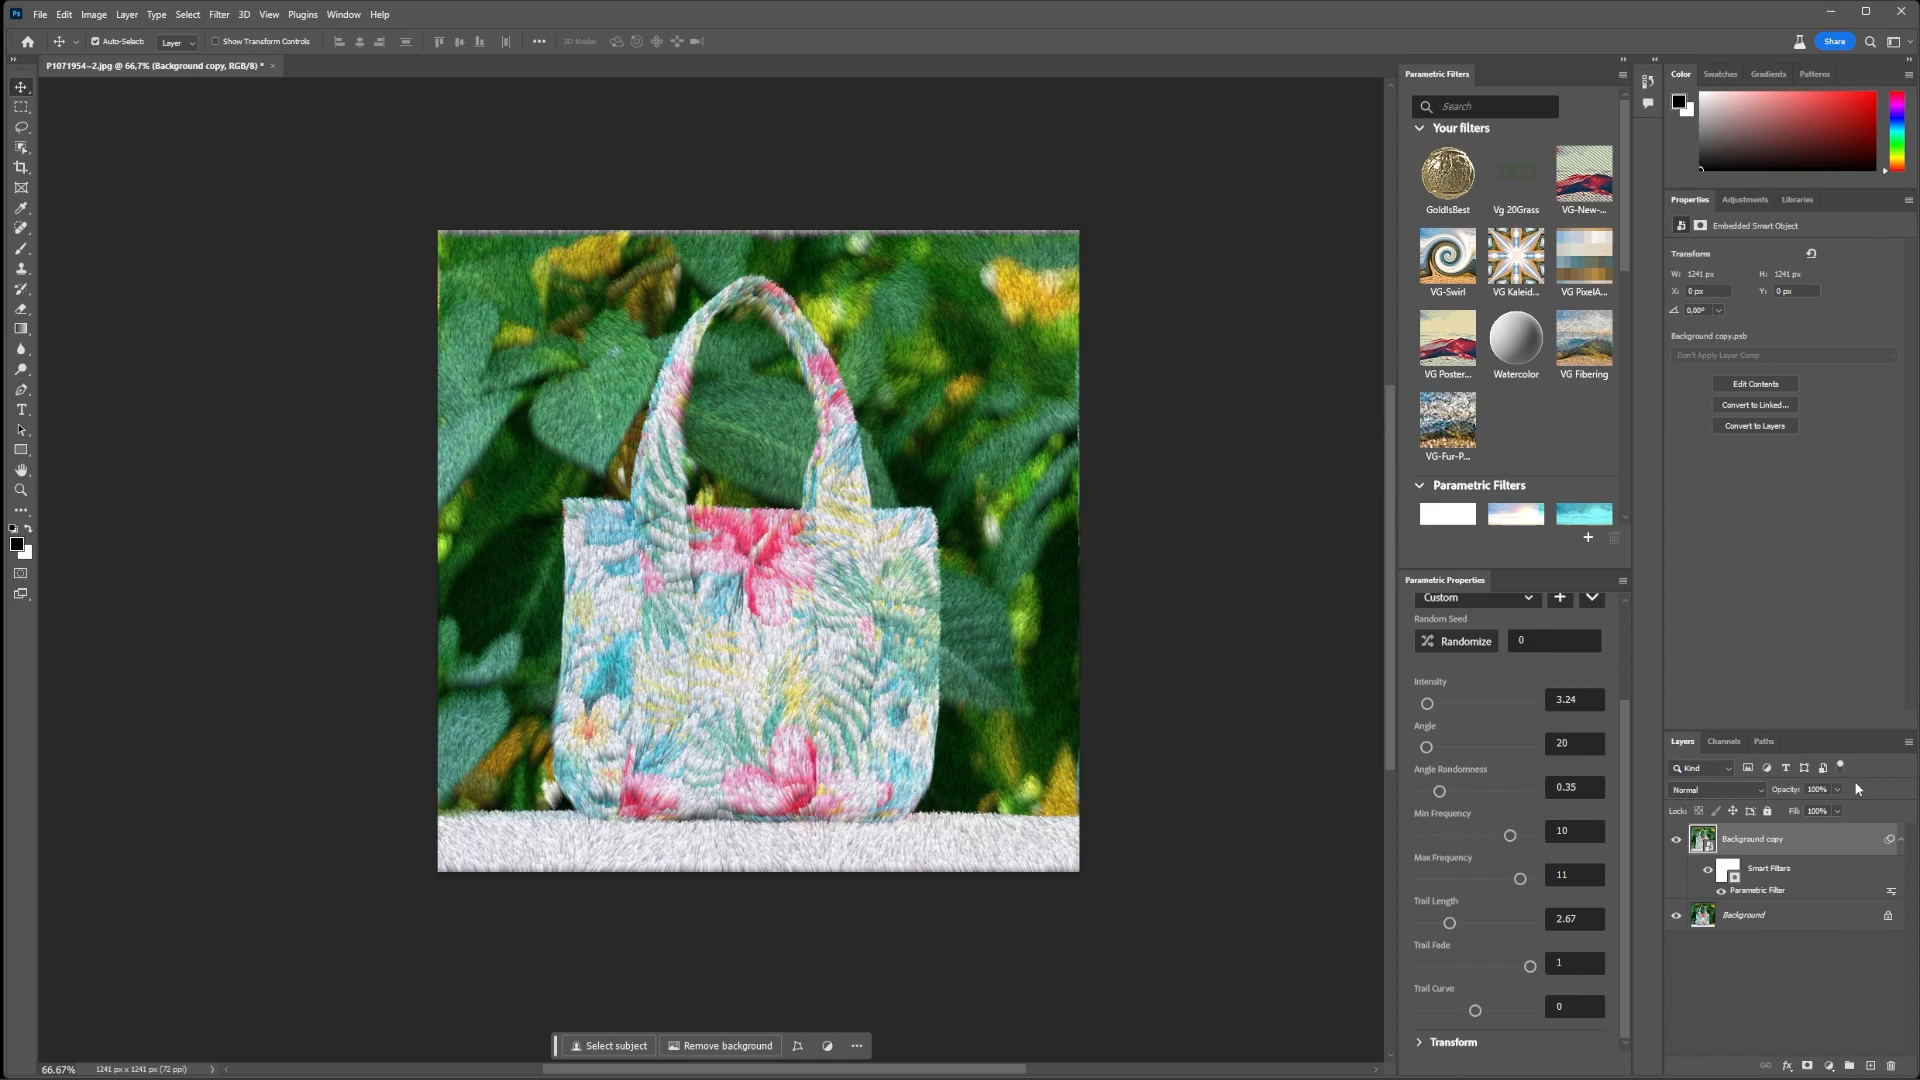 File Edit Image Layer Type Select Filter 3D View Plugins Window Help
Auto-Select: Layer Show Transform Controls 3D Mode: Share
P1071954~2.jpg @ 66,7% (Background copy, RGB/8) * ×
Parametric Filters
Search
Your filters
GoldIsBest Vg 20Grass VG-New-...
VG-Swirl VG Kaleid... VG PixelA...
VG Poster... Watercolor VG Fibering
VG-Fur-P...
Parametric Filters
Parametric Properties
Custom
Random Seed
Randomize 0
Intensity
3.24
Angle
20
Angle Randomness
0.35
Min Frequency
10
Max Frequency
11
Trail Length
2.67
Trail Fade
1
Trail Curve
0
Transform
Color Swatches Gradients Patterns
Properties Adjustments Libraries
Embedded Smart Object
Transform
W: 1241 px H: 1241 px
X: 0 px Y: 0 px
0,00°
Background copy.psb
Don't Apply Layer Comp
Edit Contents
Convert to Linked...
Convert to Layers
Layers Channels Paths
Kind
Normal Opacity: 100%
Lock: Fill: 100%
Background copy
Smart Filters
Parametric Filter
Background
Select subject Remove background
66.67% 1241 px x 1241 px (72 ppi)